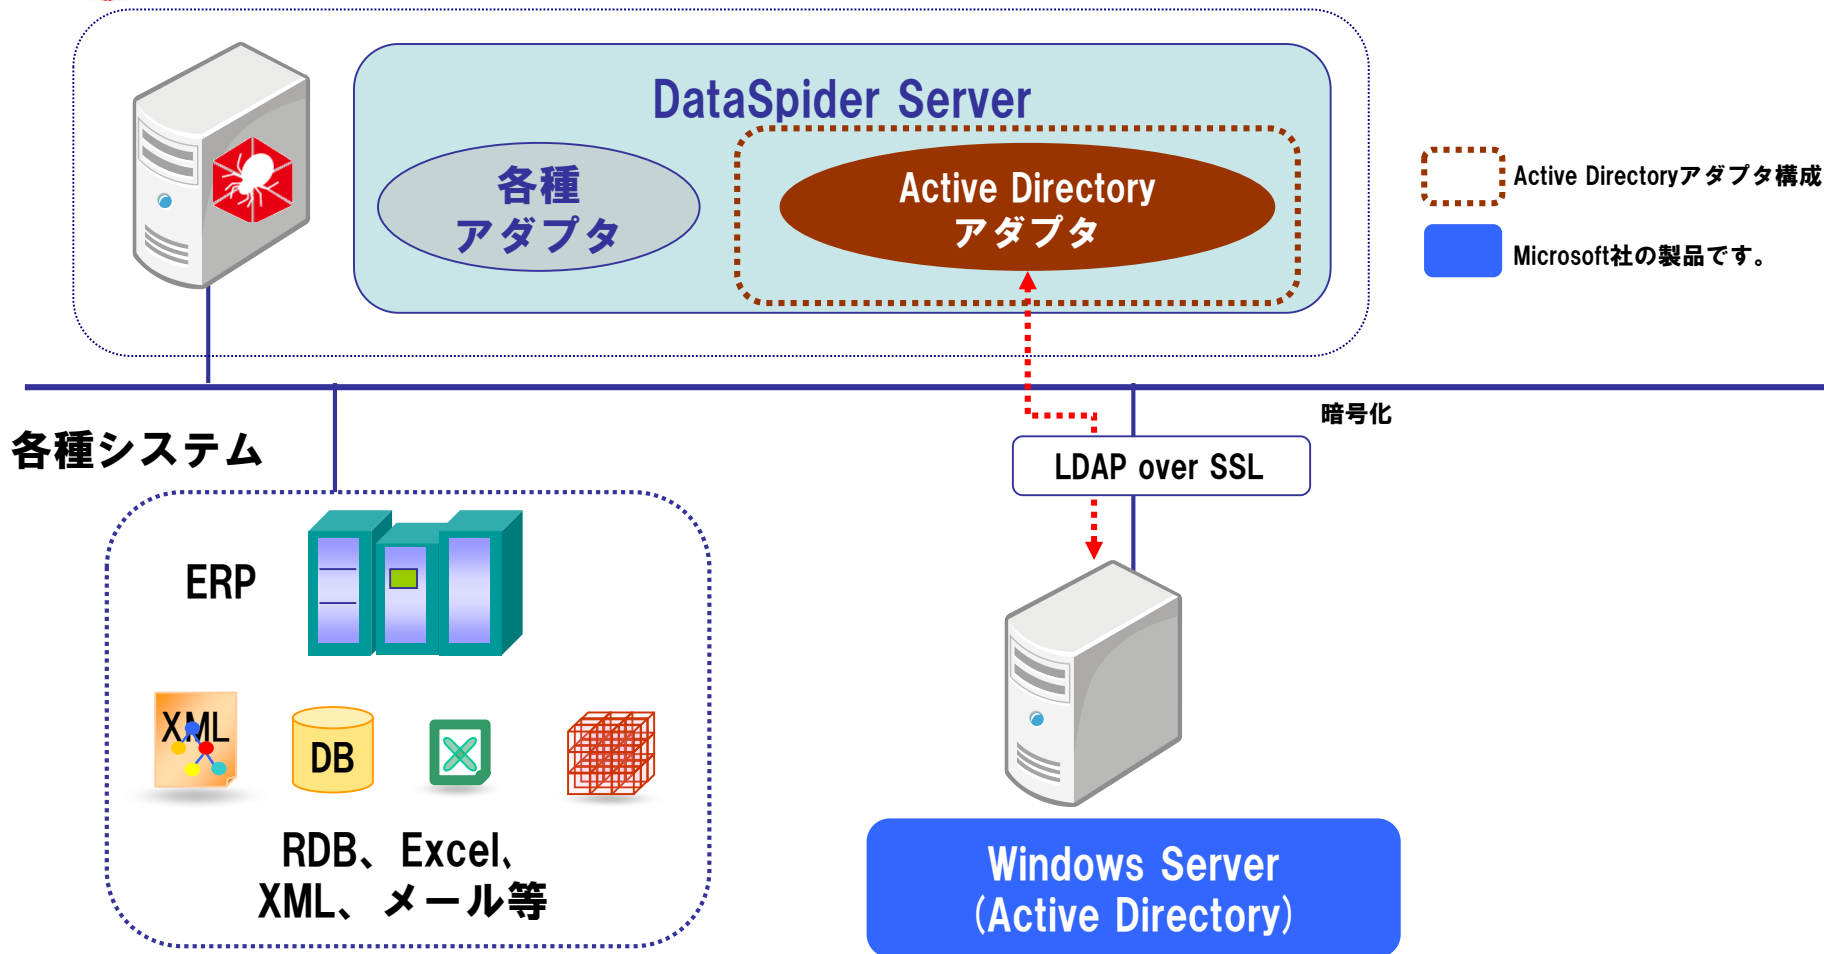 DataSpider Server
各種
アダプタ
Active Directory
アダプタ
Active Directoryアダプタ構成
Microsoft社の製品です。
暗号化
各種システム
LDAP over SSL
ERP
XML
DB
RDB、Excel、
XML、メール等
Windows Server
(Active Directory)